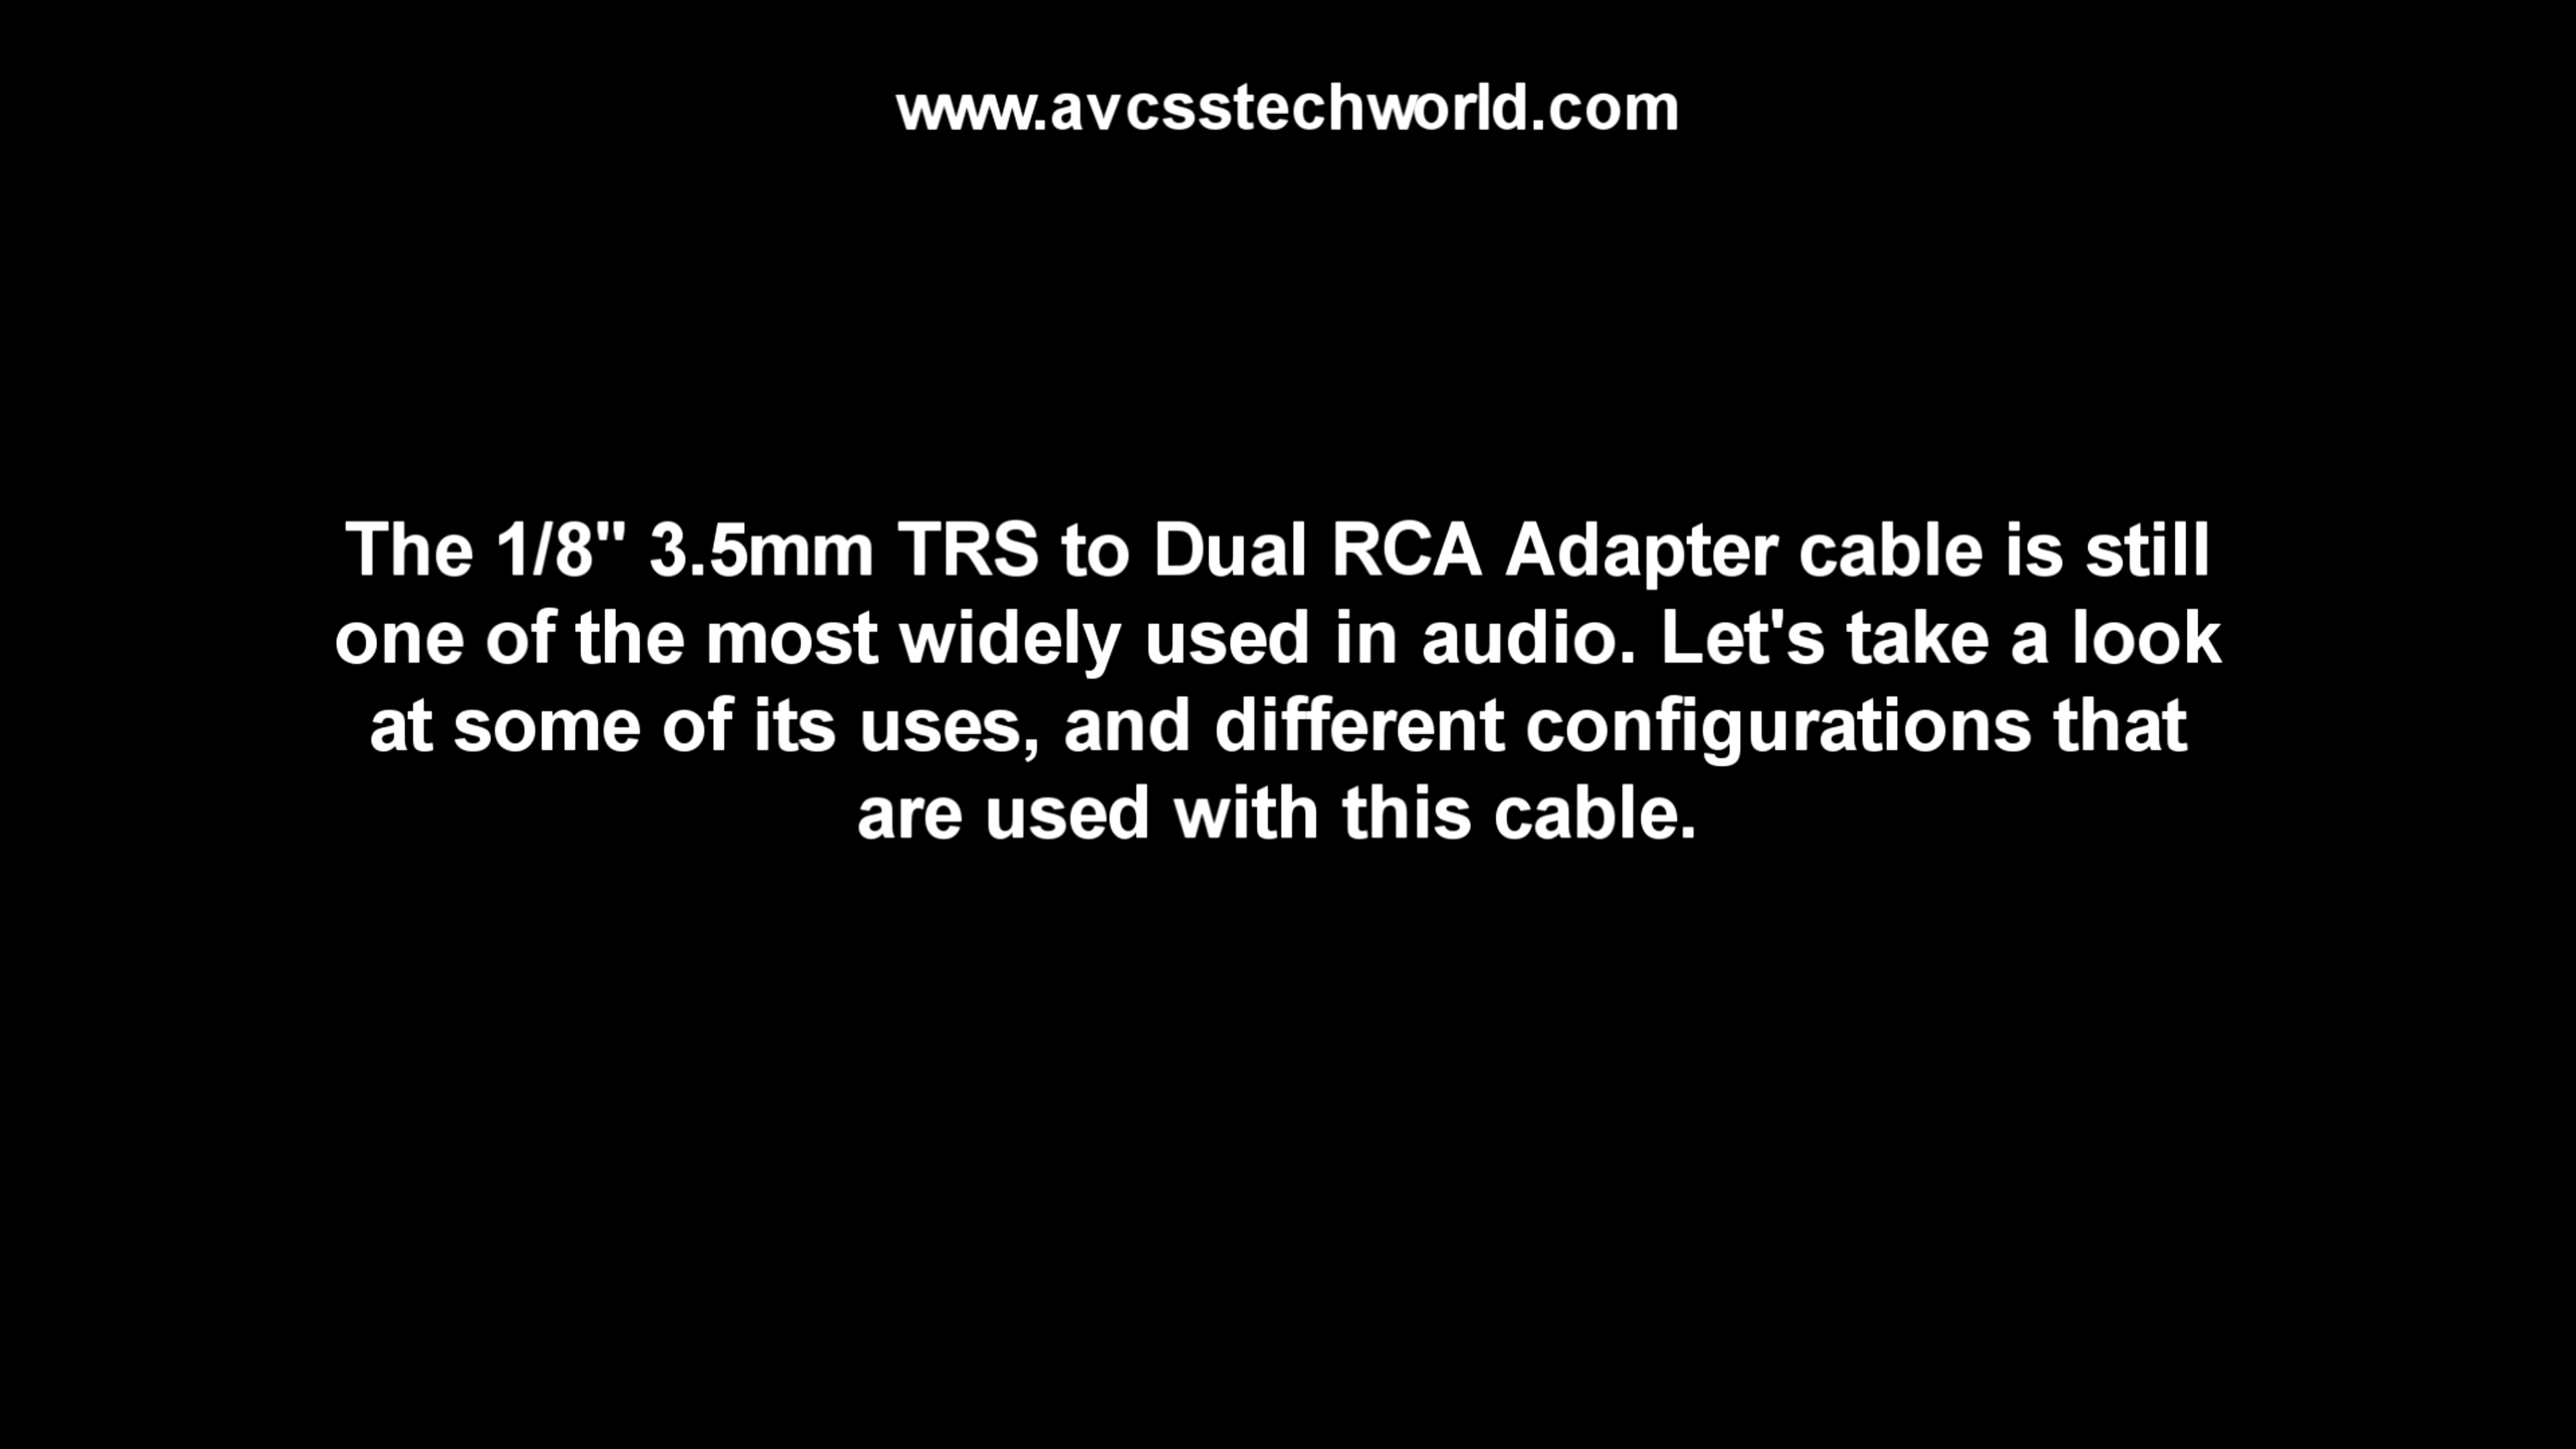 www.avcsstechworld.com
The 1/8" 3.5mm TRS to Dual RCA Adapter cable is still
one of the most widely used in audio. Let's take a look
at some of its uses, and different configurations that
are used with this cable.